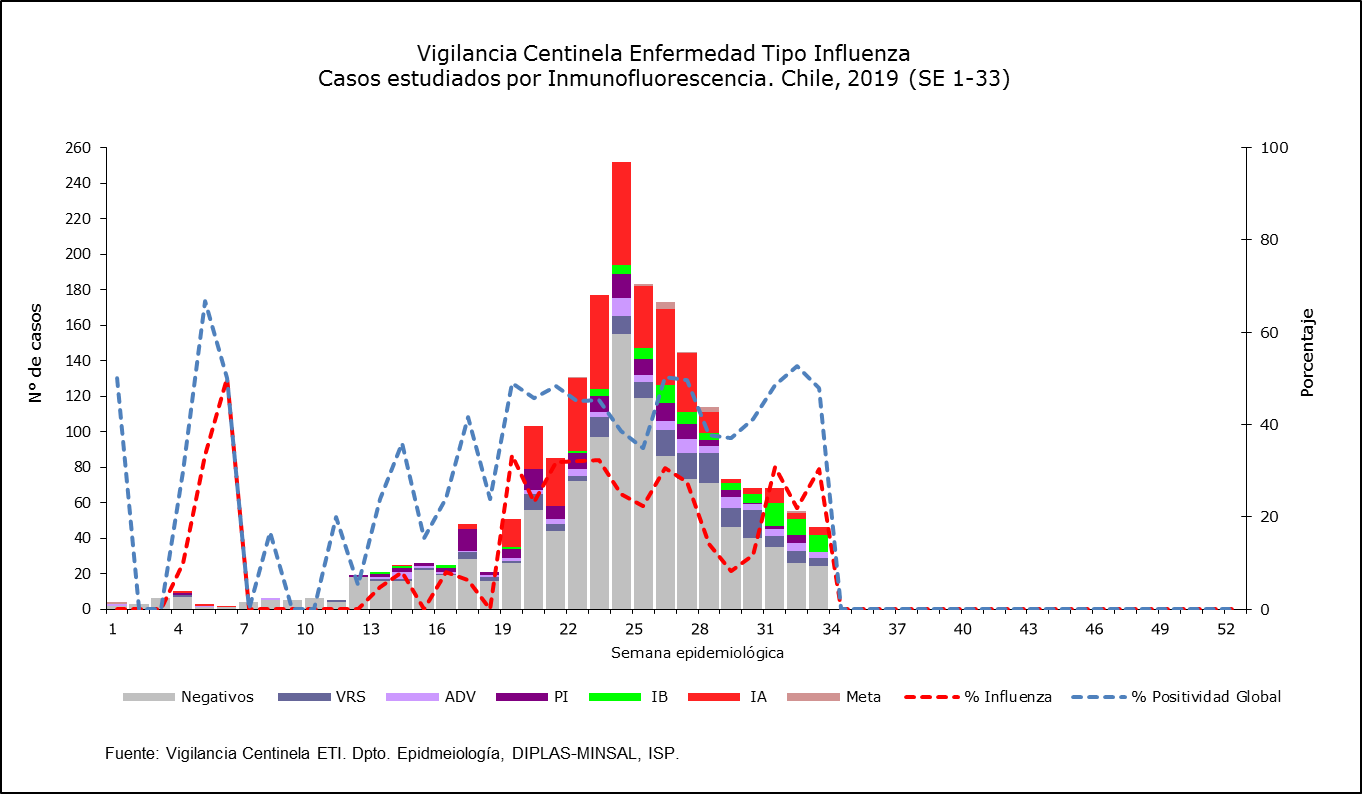 Vigilancia Centinela Enfermedad Tipo Influenza
Casos estudiados por Inmunofluorescencia. Chile, 2019 (SE 1-33)
260
240
220
200
180
160
140
120
100
80
60
40
20
0
Nº de casos
100
80
60
40
20
0
Porcentaje
1 4 7 10 13 16 19 22 25 28 31 34 37 40 43 46 49 52
Semana epidemiológica
Negativos VRS ADV PI IB IA Meta % Influenza % Positividad Global
Fuente: Vigilancia Centinela ETI. Dpto. Epidmeiología, DIPLAS-MINSAL, ISP.